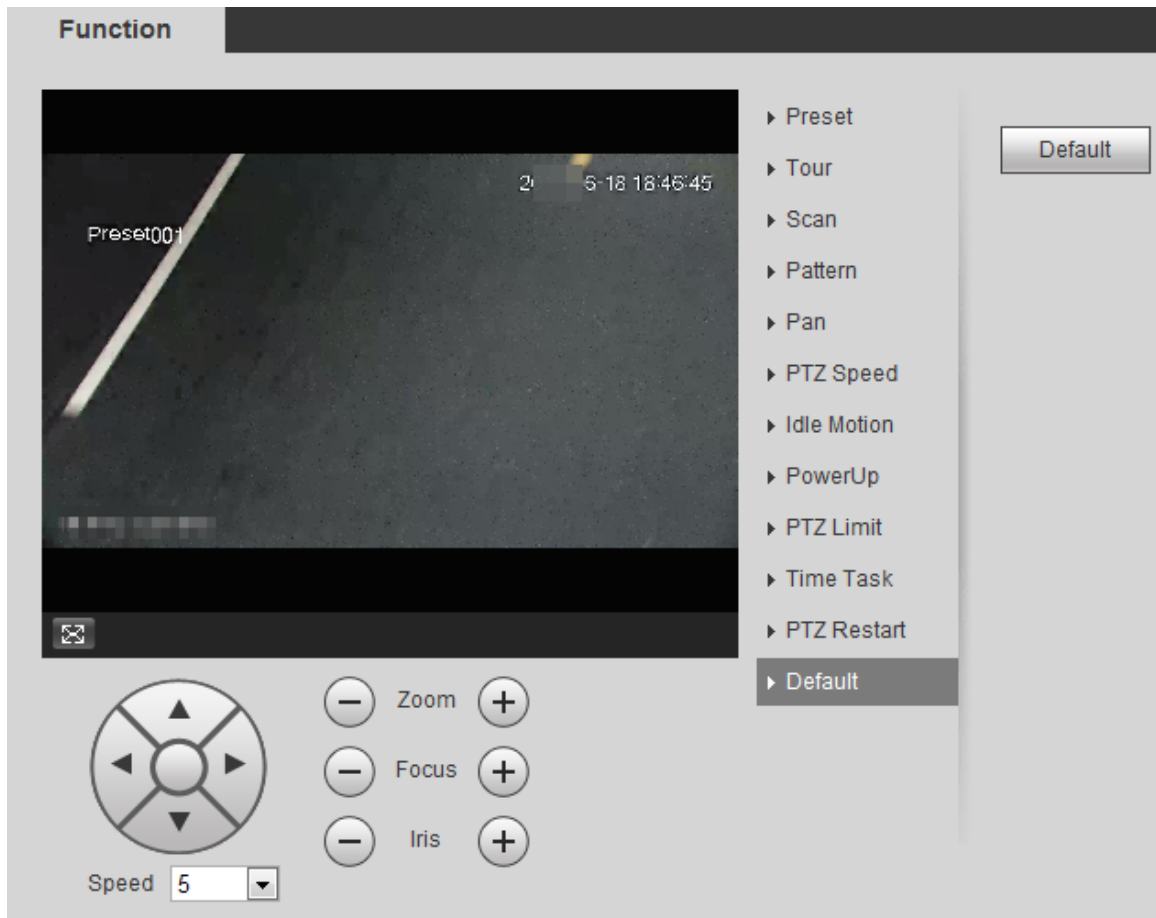 Function
5-18 18:46:45
Preset001
Preset
Tour
Scan
Pattern
Pan
PTZ Speed
Idle Motion
PowerUp
PTZ Limit
Time Task
PTZ Restart
Default
Default
Zoom
Focus
Iris
Speed 5